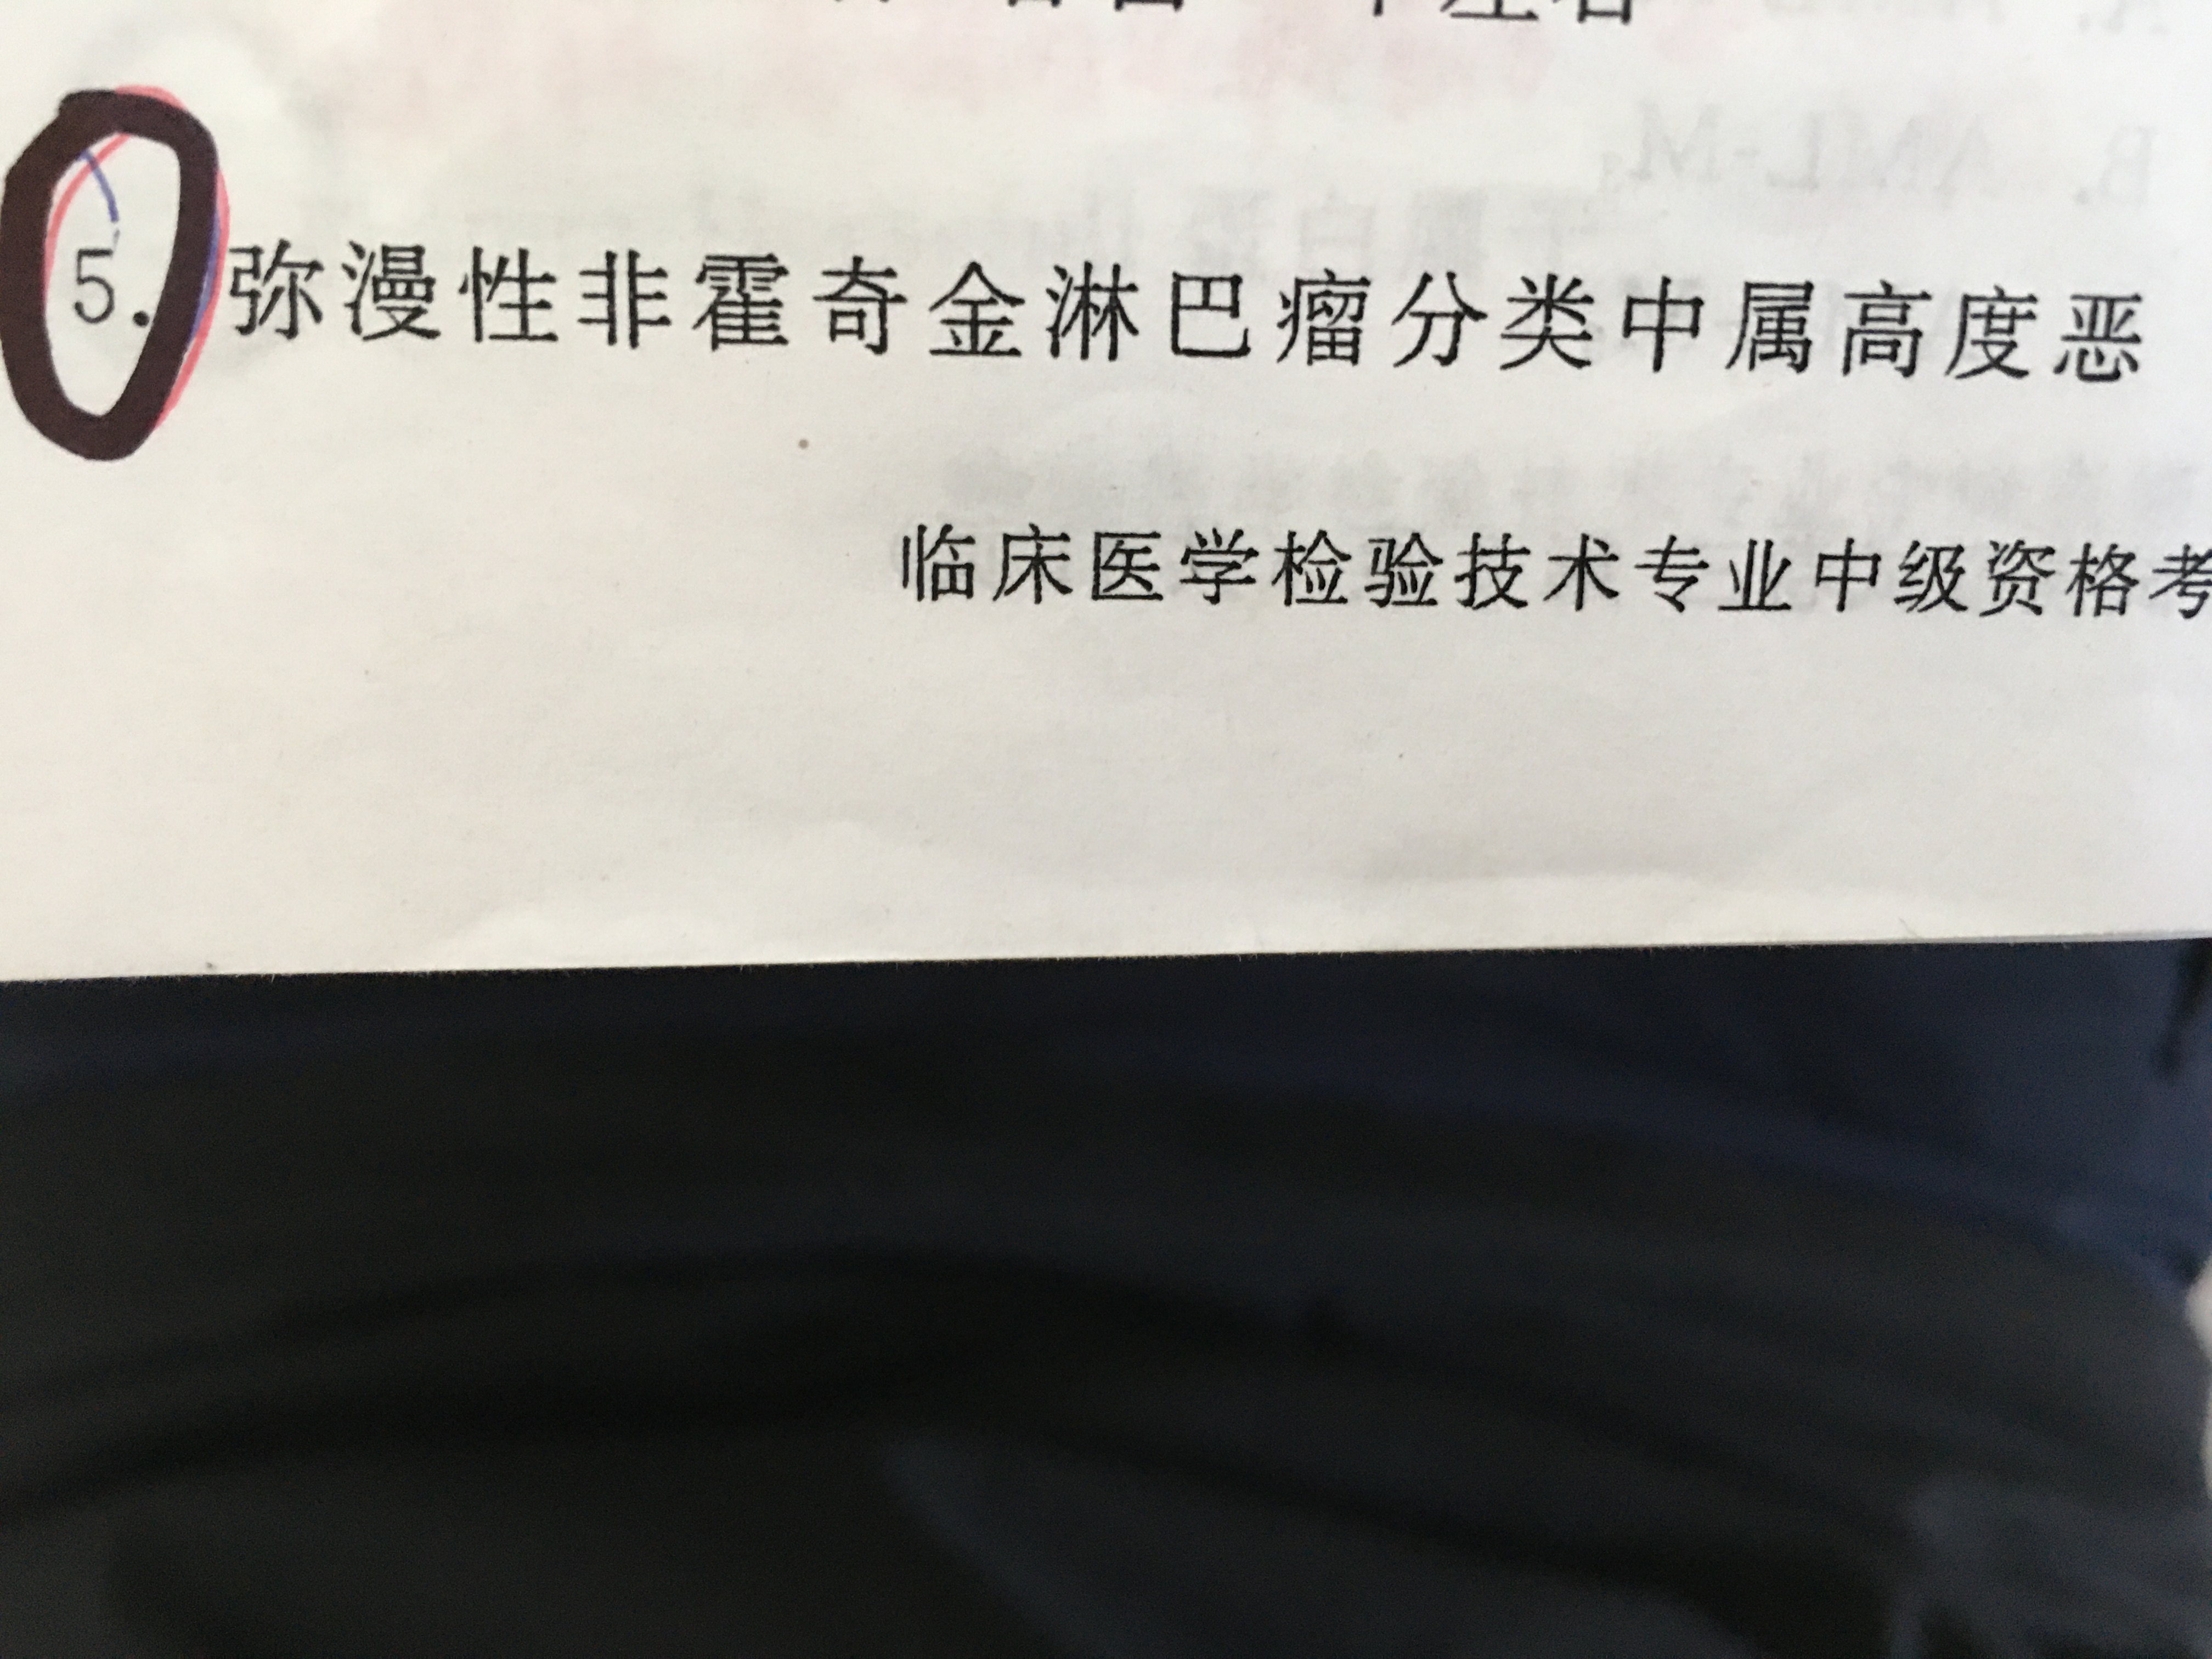 5.弥漫性非霍奇金淋巴瘤分类中属高度恶
临床医学检验技术专业中级资格考